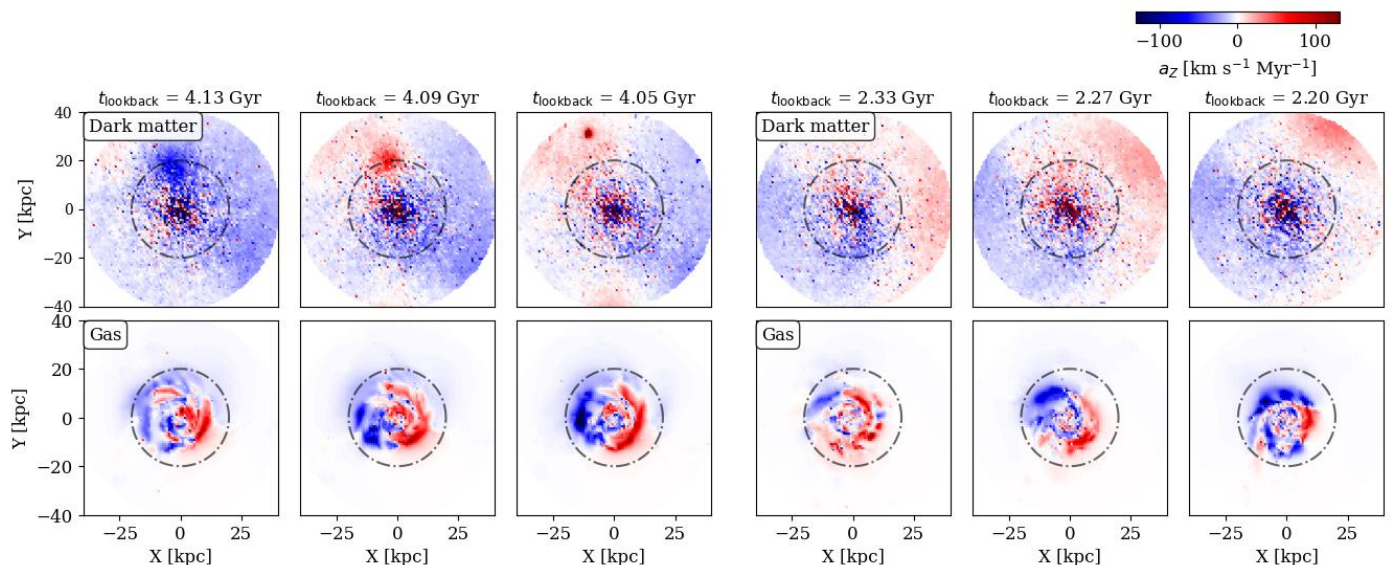 −100 0 100
a_Z [km s⁻¹ Myr⁻¹]
t_lookback = 4.13 Gyr t_lookback = 4.09 Gyr t_lookback = 4.05 Gyr t_lookback = 2.33 Gyr t_lookback = 2.27 Gyr t_lookback = 2.20 Gyr
40
Dark matter Dark matter
20
Y [kpc]
0
−20
−40
40
Gas Gas
20
Y [kpc]
0
−20
−40
−25 0 25 −25 0 25 −25 0 25 −25 0 25 −25 0 25 −25 0 25
X [kpc] X [kpc] X [kpc] X [kpc] X [kpc] X [kpc]